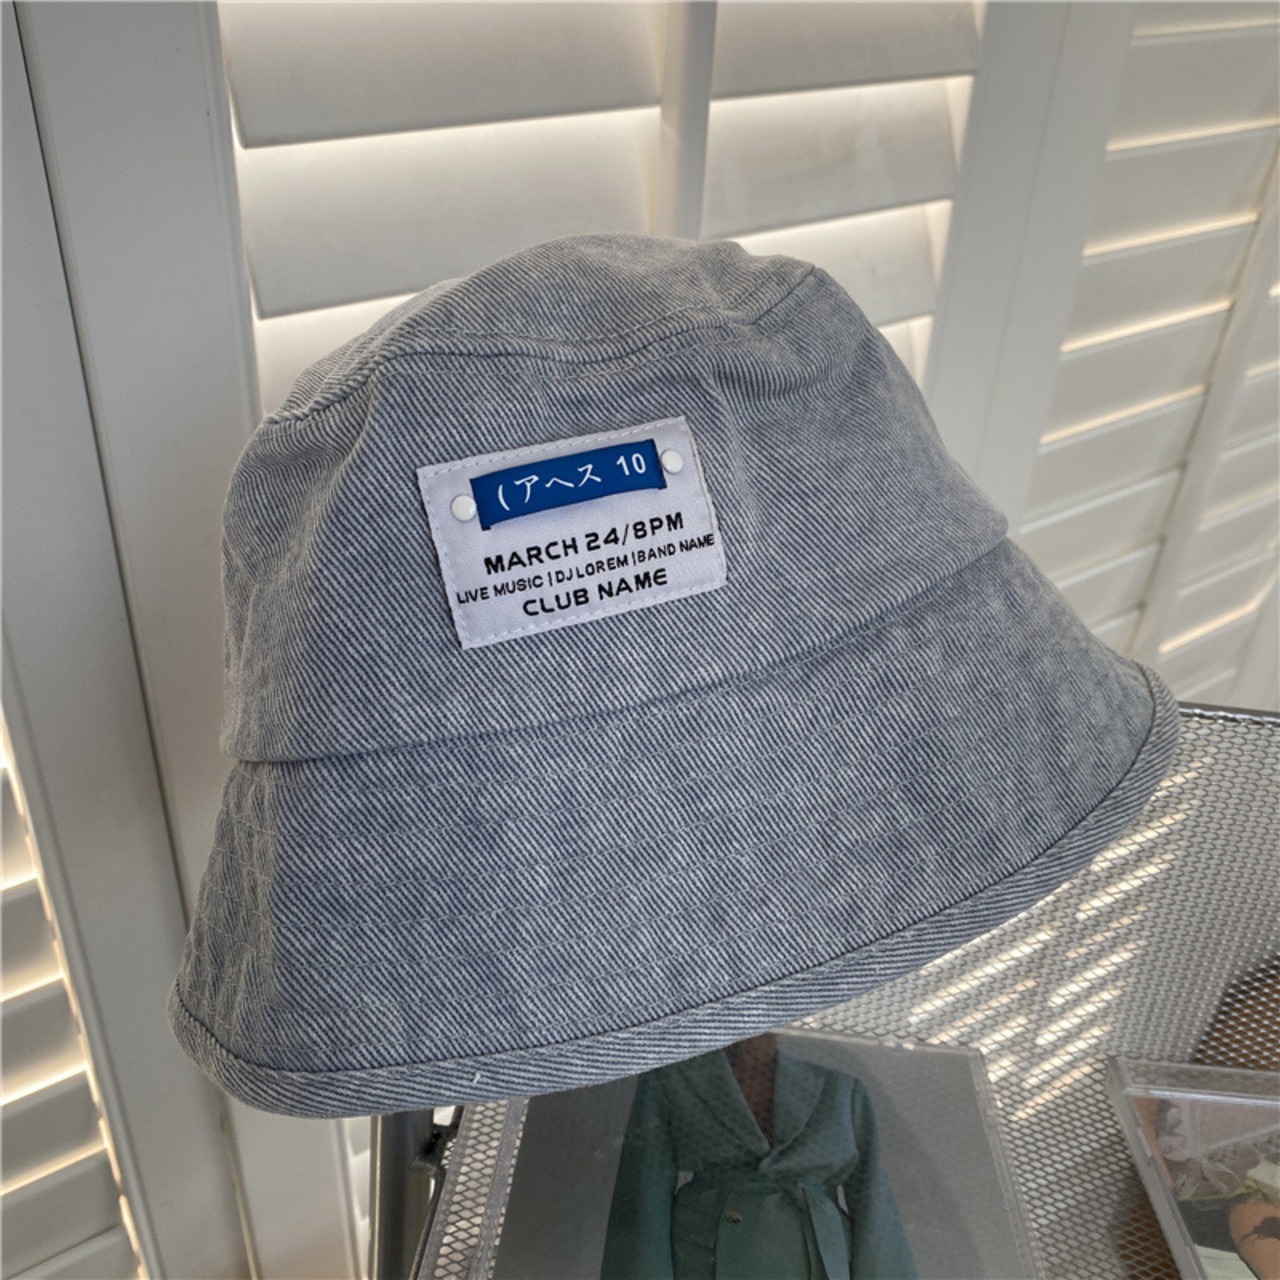 (アヘス 10
MARCH 24/8PM
LIVE MUSIC|DJ LOREM|BAND NAME
CLUB NAME